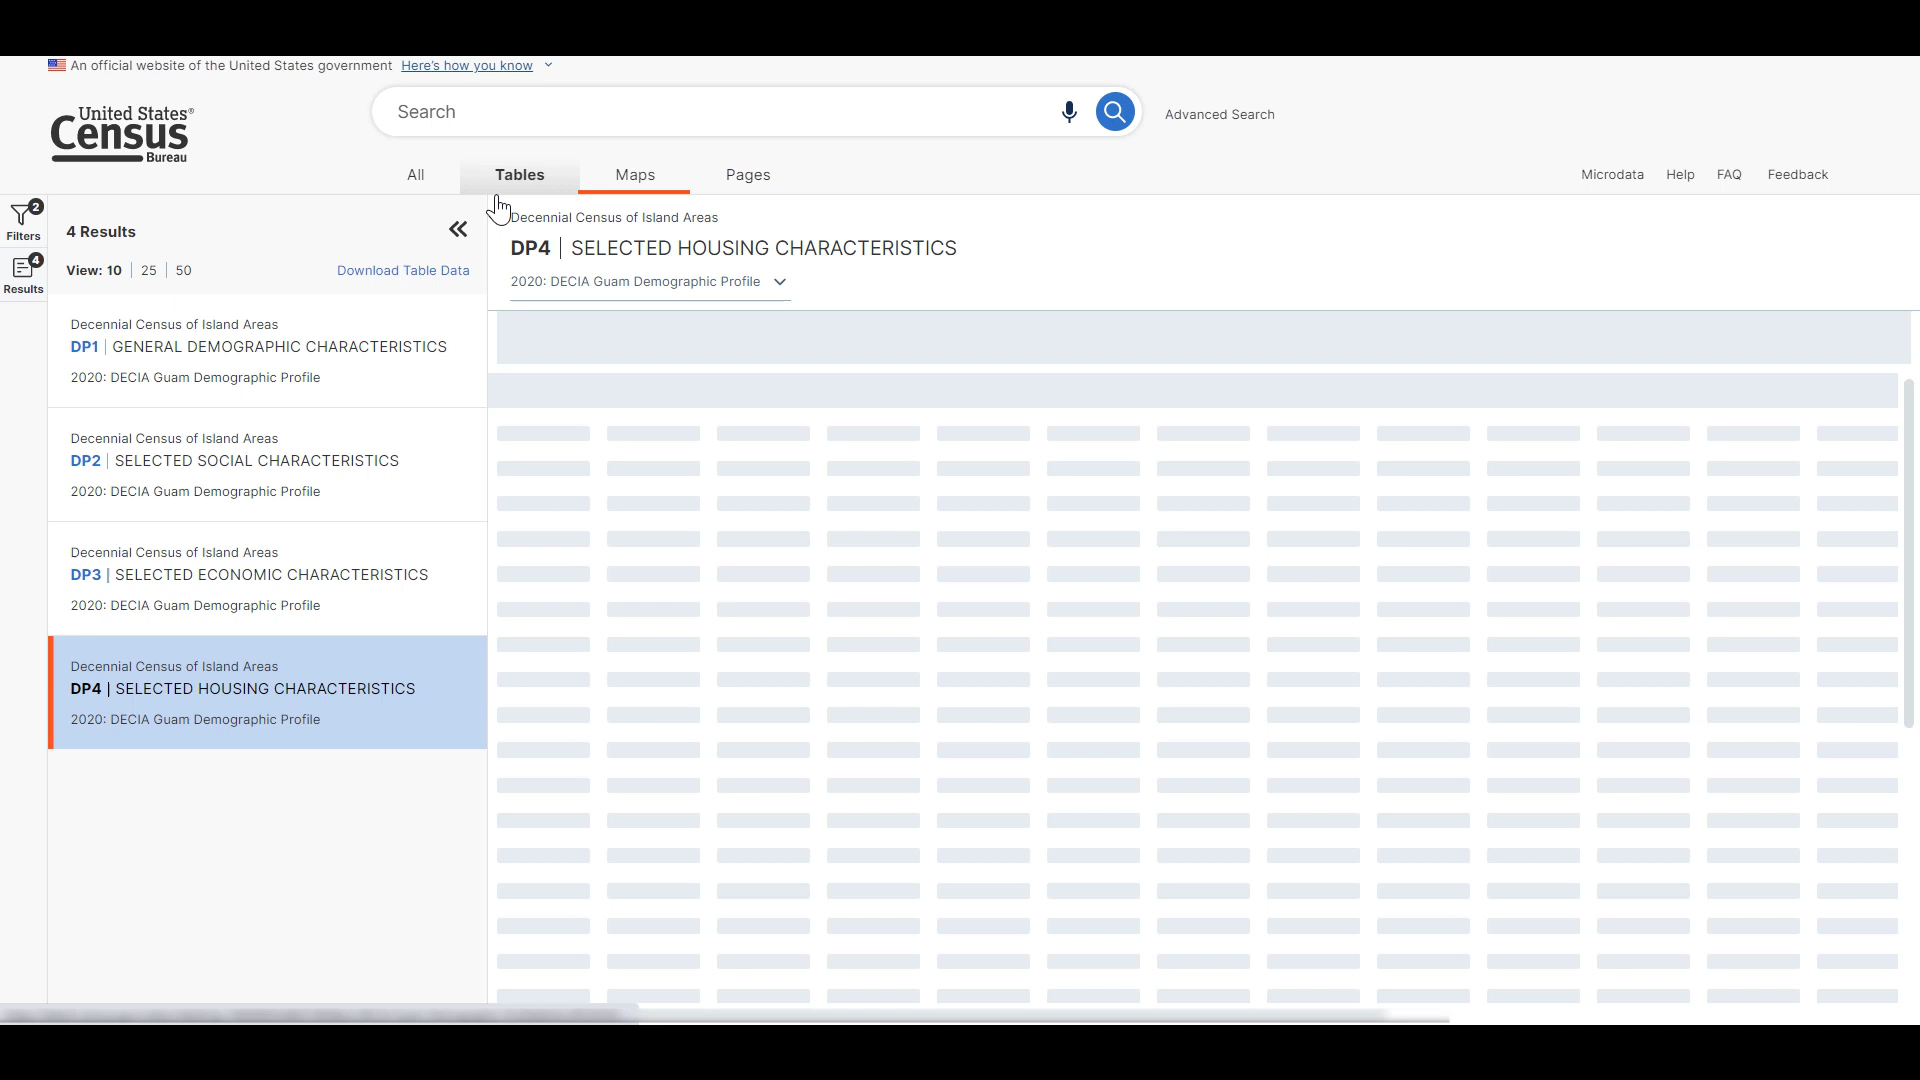 An official website of the United States government Here's how you know
United States®
Census
Bureau
Search
Advanced Search
All Tables Maps Pages
Microdata Help FAQ Feedback
2
Filters
4
Results
4 Results
View: 10 | 25 | 50
Download Table Data
Decennial Census of Island Areas
DP1 | GENERAL DEMOGRAPHIC CHARACTERISTICS
2020: DECIA Guam Demographic Profile
Decennial Census of Island Areas
DP2 | SELECTED SOCIAL CHARACTERISTICS
2020: DECIA Guam Demographic Profile
Decennial Census of Island Areas
DP3 | SELECTED ECONOMIC CHARACTERISTICS
2020: DECIA Guam Demographic Profile
Decennial Census of Island Areas
DP4 | SELECTED HOUSING CHARACTERISTICS
2020: DECIA Guam Demographic Profile
Decennial Census of Island Areas
DP4 | SELECTED HOUSING CHARACTERISTICS
2020: DECIA Guam Demographic Profile